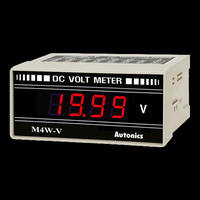 DC VOLT METER
19.99 V
M4W-V Autonics